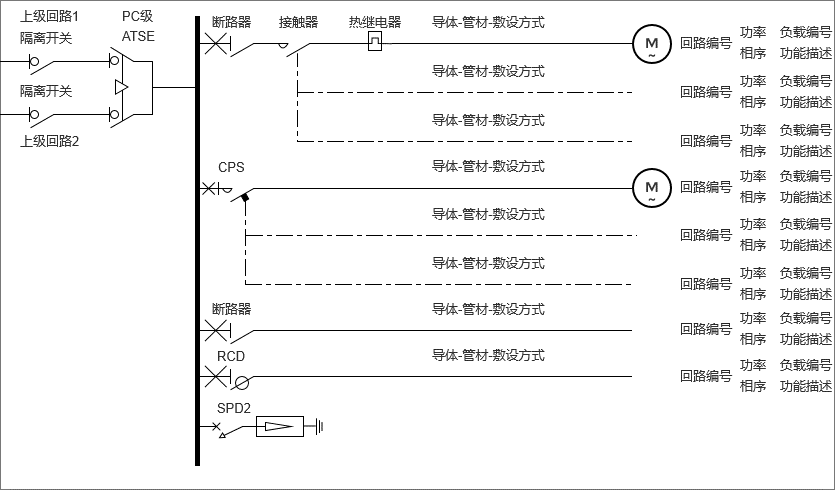 上级回路1
隔离开关
隔离开关
上级回路2
PC级
ATSE
断路器 接触器 热继电器 导体-管材-敷设方式
M
~
回路编号 功率 负载编号
相序 功能描述
导体-管材-敷设方式
回路编号 功率 负载编号
相序 功能描述
导体-管材-敷设方式
回路编号 功率 负载编号
相序 功能描述
CPS 导体-管材-敷设方式
M
~
回路编号 功率 负载编号
相序 功能描述
导体-管材-敷设方式
回路编号 功率 负载编号
相序 功能描述
导体-管材-敷设方式
回路编号 功率 负载编号
相序 功能描述
断路器 导体-管材-敷设方式
回路编号 功率 负载编号
相序 功能描述
RCD 导体-管材-敷设方式
回路编号 功率 负载编号
相序 功能描述
SPD2